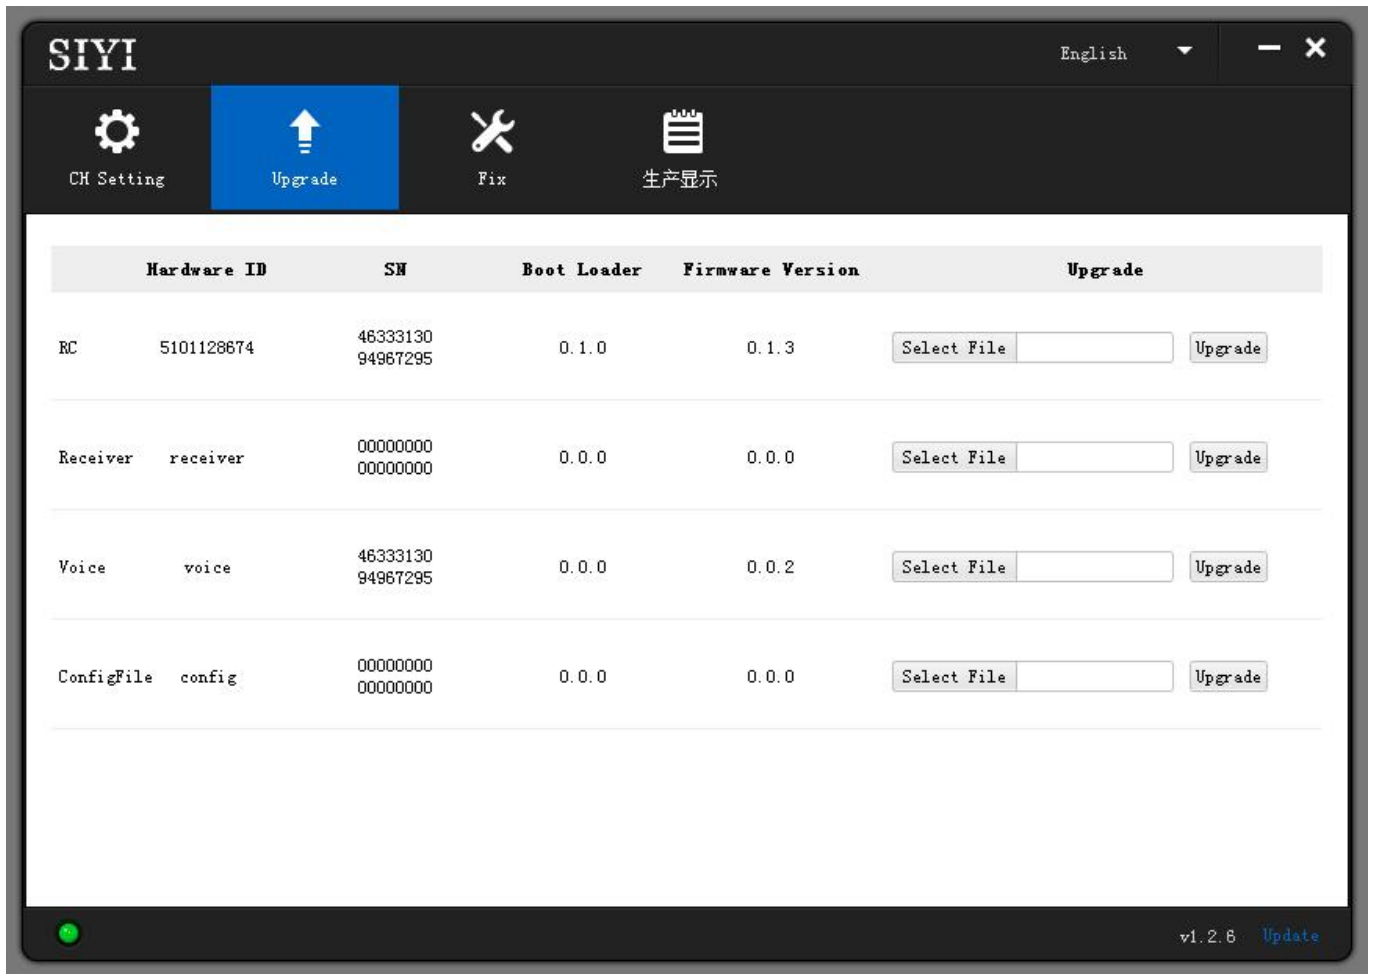 SIYI
English
CH Setting Upgrade Fix 生产显示
Hardware ID SN Boot Loader Firmware Version Upgrade
RC 5101128674 46333130 94967295 0.1.0 0.1.3 Select File Upgrade
Receiver receiver 00000000 00000000 0.0.0 0.0.0 Select File Upgrade
Voice voice 46333130 94967295 0.0.0 0.0.2 Select File Upgrade
ConfigFile config 00000000 00000000 0.0.0 0.0.0 Select File Upgrade
v1.2.6 Update